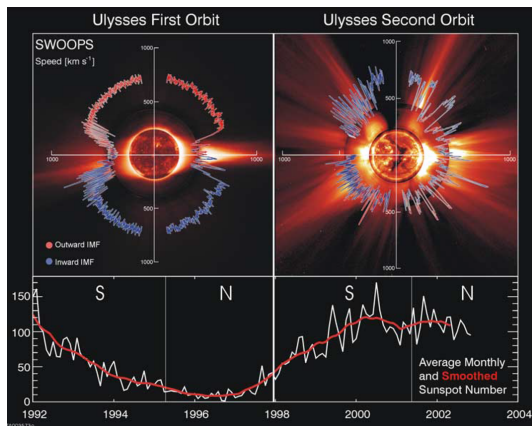 Ulysses First Orbit
Ulysses Second Orbit
SWOOPS
Speed [km s⁻¹]
1000
500
1000
1000
500
1000
1000
500
1000
1000
500
1000
Outward IMF
Inward IMF
S
N
S
N
150
100
50
0
Average Monthly
and Smoothed
Sunspot Number
1992
1994
1996
1998
2000
2002
2004